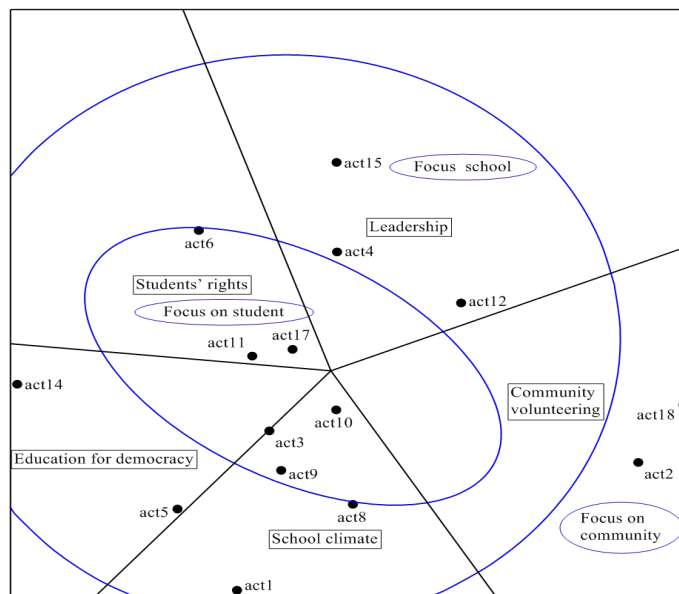 act15
Focus  school
Leadership
act6
act4
Students' rights
act12
Focus on student
act17
act11
act14
Community
volunteering
act10
act18
act3
Education for democracy
act9
act2
act5
act8
Focus on
community
School climate
act1